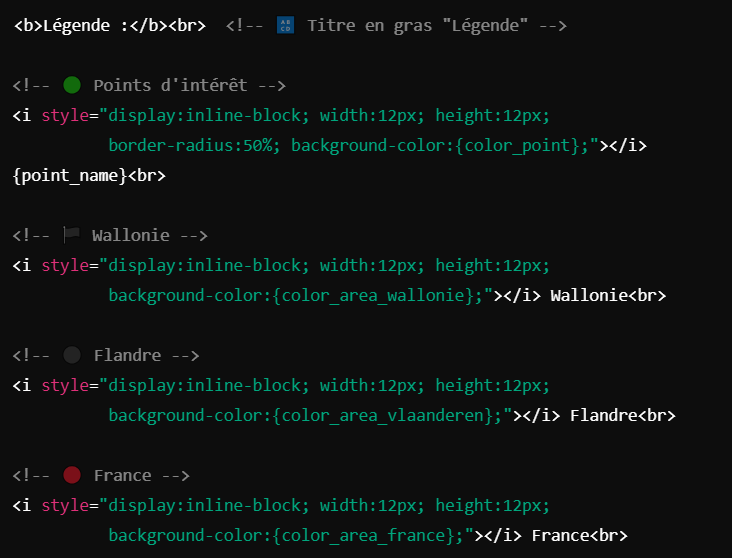 <b>Légende :</b><br>  <!-- 🔠 Titre en gras "Légende" -->
<!-- 🟢 Points d'intérêt -->
<i style="display:inline-block; width:12px; height:12px;
border-radius:50%; background-color:{color_point};"></i>
{point_name}<br>
<!-- 🏴 Wallonie -->
<i style="display:inline-block; width:12px; height:12px;
background-color:{color_area_wallonie};"></i> Wallonie<br>
<!-- ⚫ Flandre -->
<i style="display:inline-block; width:12px; height:12px;
background-color:{color_area_vlaanderen};"></i> Flandre<br>
<!-- 🔴 France -->
<i style="display:inline-block; width:12px; height:12px;
background-color:{color_area_france};"></i> France<br>